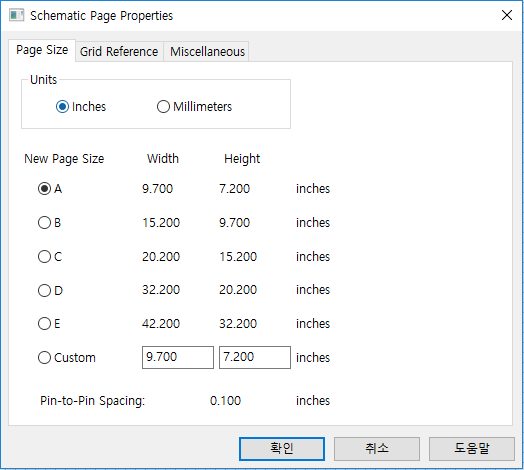 Schematic Page Properties
Page Size Grid Reference Miscellaneous
Units
Inches Millimeters
New Page Size Width Height
A 9.700 7.200 inches
B 15.200 9.700 inches
C 20.200 15.200 inches
D 32.200 20.200 inches
E 42.200 32.200 inches
Custom 9.700 7.200 inches
Pin-to-Pin Spacing: 0.100 inches
확인 취소 도움말